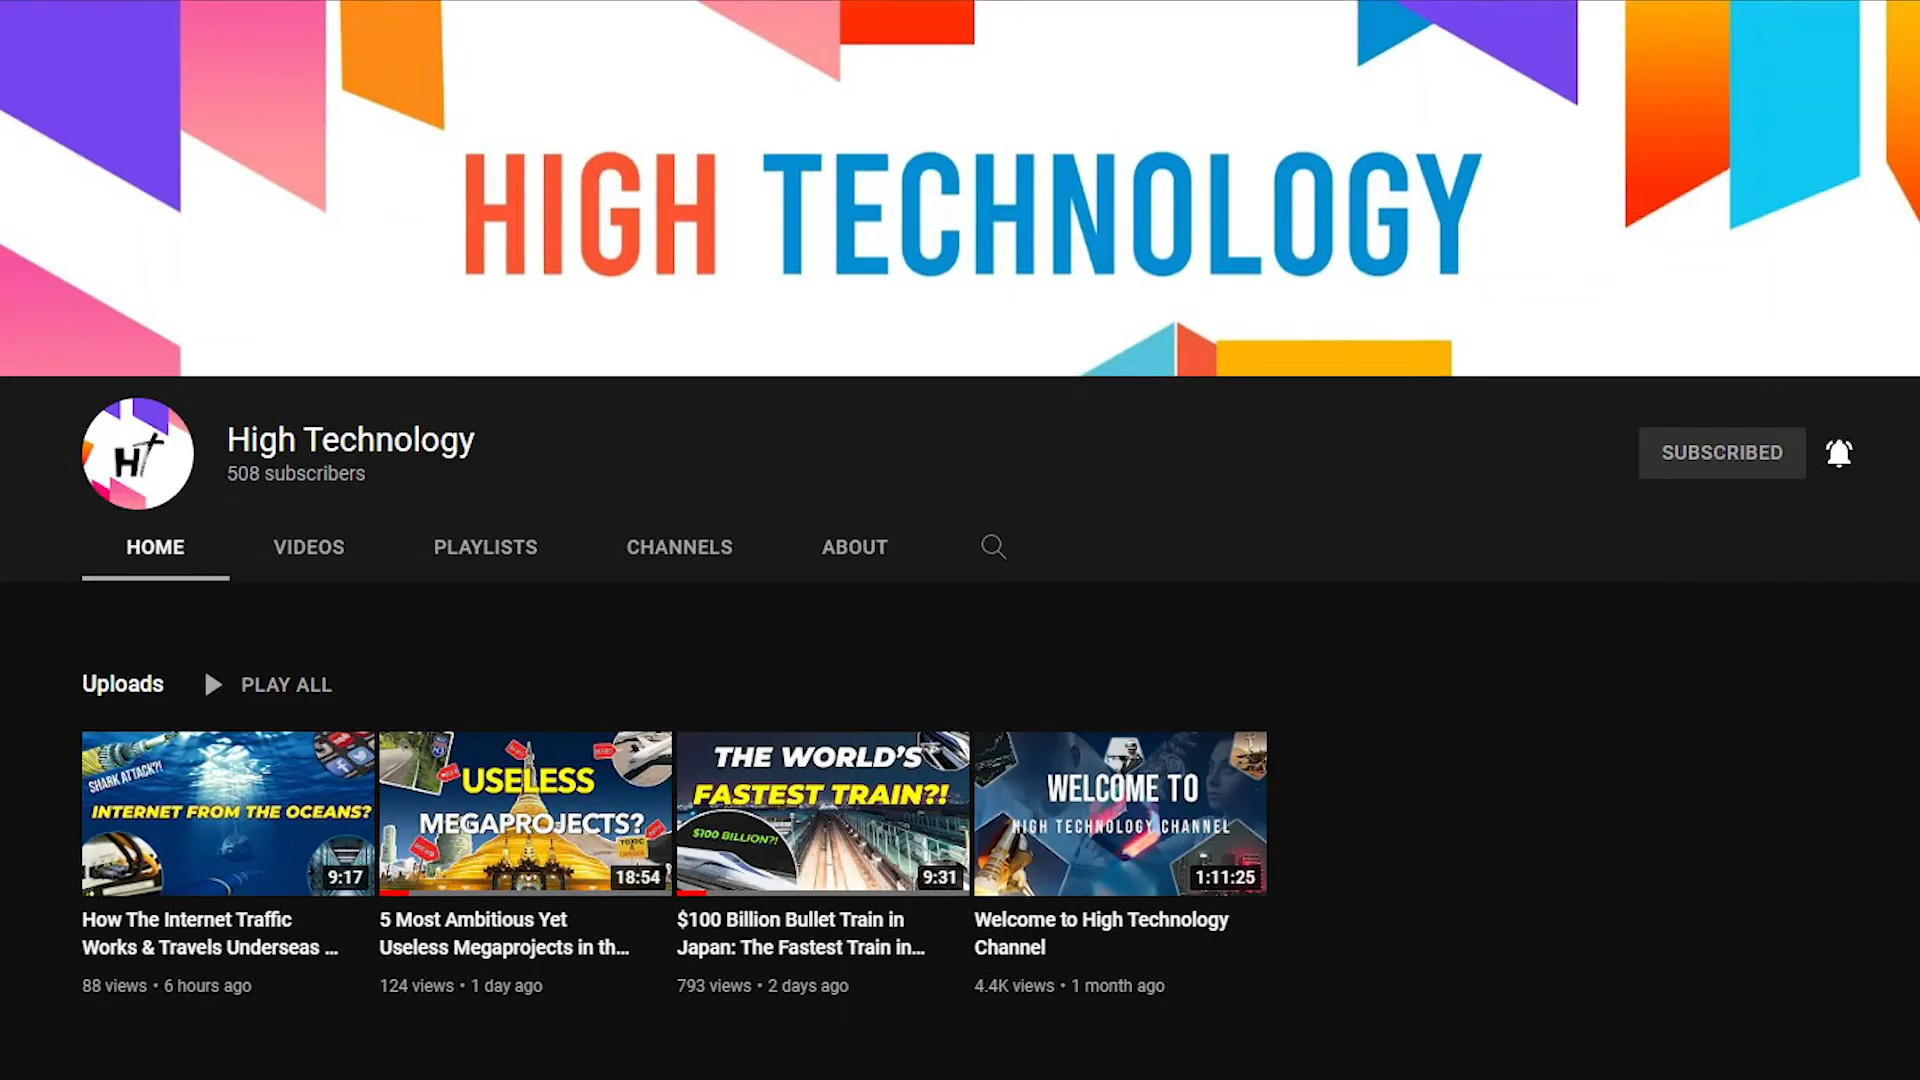 HIGH TECHNOLOGY
HT
High Technology
508 subscribers
SUBSCRIBED
HOME
VIDEOS
PLAYLISTS
CHANNELS
ABOUT
Uploads
PLAY ALL
SHARK ATTACK?!
INTERNET FROM THE OCEANS?
9:17
USELESS
MEGAPROJECTS?
TOXIC
18:54
THE WORLD'S
FASTEST TRAIN?!
$100 BILLION?!
9:31
WELCOME TO
HIGH TECHNOLOGY CHANNEL
1:11:25
How The Internet Traffic
Works & Travels Underseas ...
88 views • 6 hours ago
5 Most Ambitious Yet
Useless Megaprojects in th...
124 views • 1 day ago
$100 Billion Bullet Train in
Japan: The Fastest Train in...
793 views • 2 days ago
Welcome to High Technology
Channel
4.4K views • 1 month ago